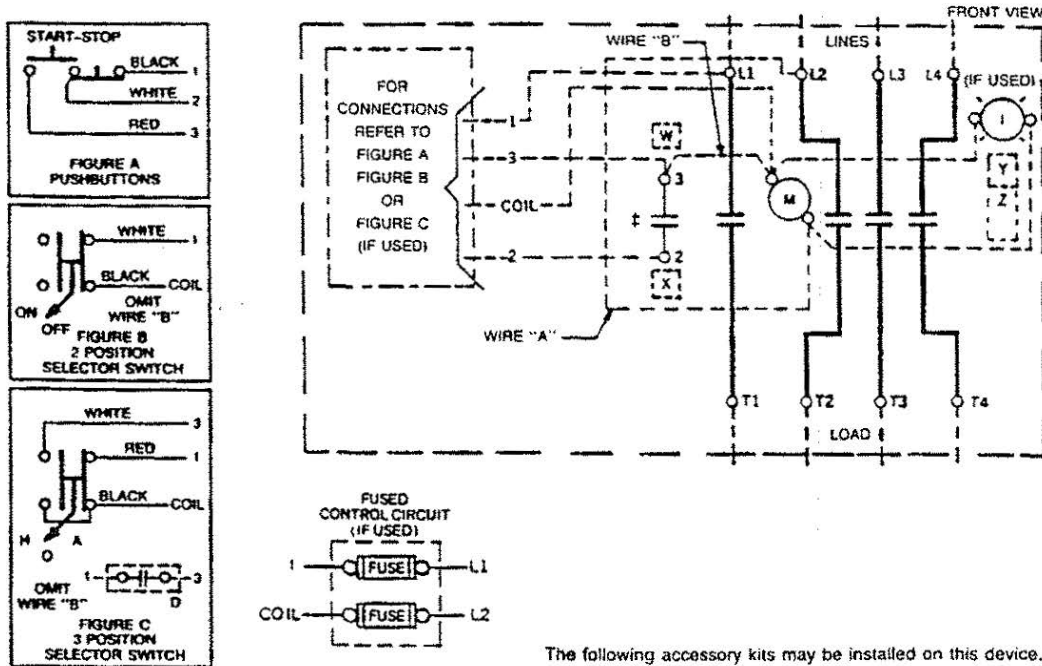 START-STOP
BLACK
1
WHITE
2
RED
3
FIGURE A
PUSHBUTTONS
WHITE
1
BLACK
COIL
ON
OFF
OMIT
WIRE "B"
FIGURE B
2 POSITION
SELECTOR SWITCH
WHITE
3
RED
1
BLACK
COIL
H
O
A
OMIT
WIRE "B"
1
3
D
FIGURE C
3 POSITION
SELECTOR SWITCH
FRONT VIEW
WIRE "B"
LINES
L1
L2
L3
L4
(IF USED)
FOR
CONNECTIONS
REFER TO
FIGURE A
FIGURE B
OR
FIGURE C
(IF USED)
1
3
COIL
2
W
3
‡
2
X
M
I
Y
Z
WIRE "A"
T1
T2
T3
T4
LOAD
FUSED
CONTROL CIRCUIT
(IF USED)
1
FUSE
L1
COIL
FUSE
L2
The following accessory kits may be installed on this device.